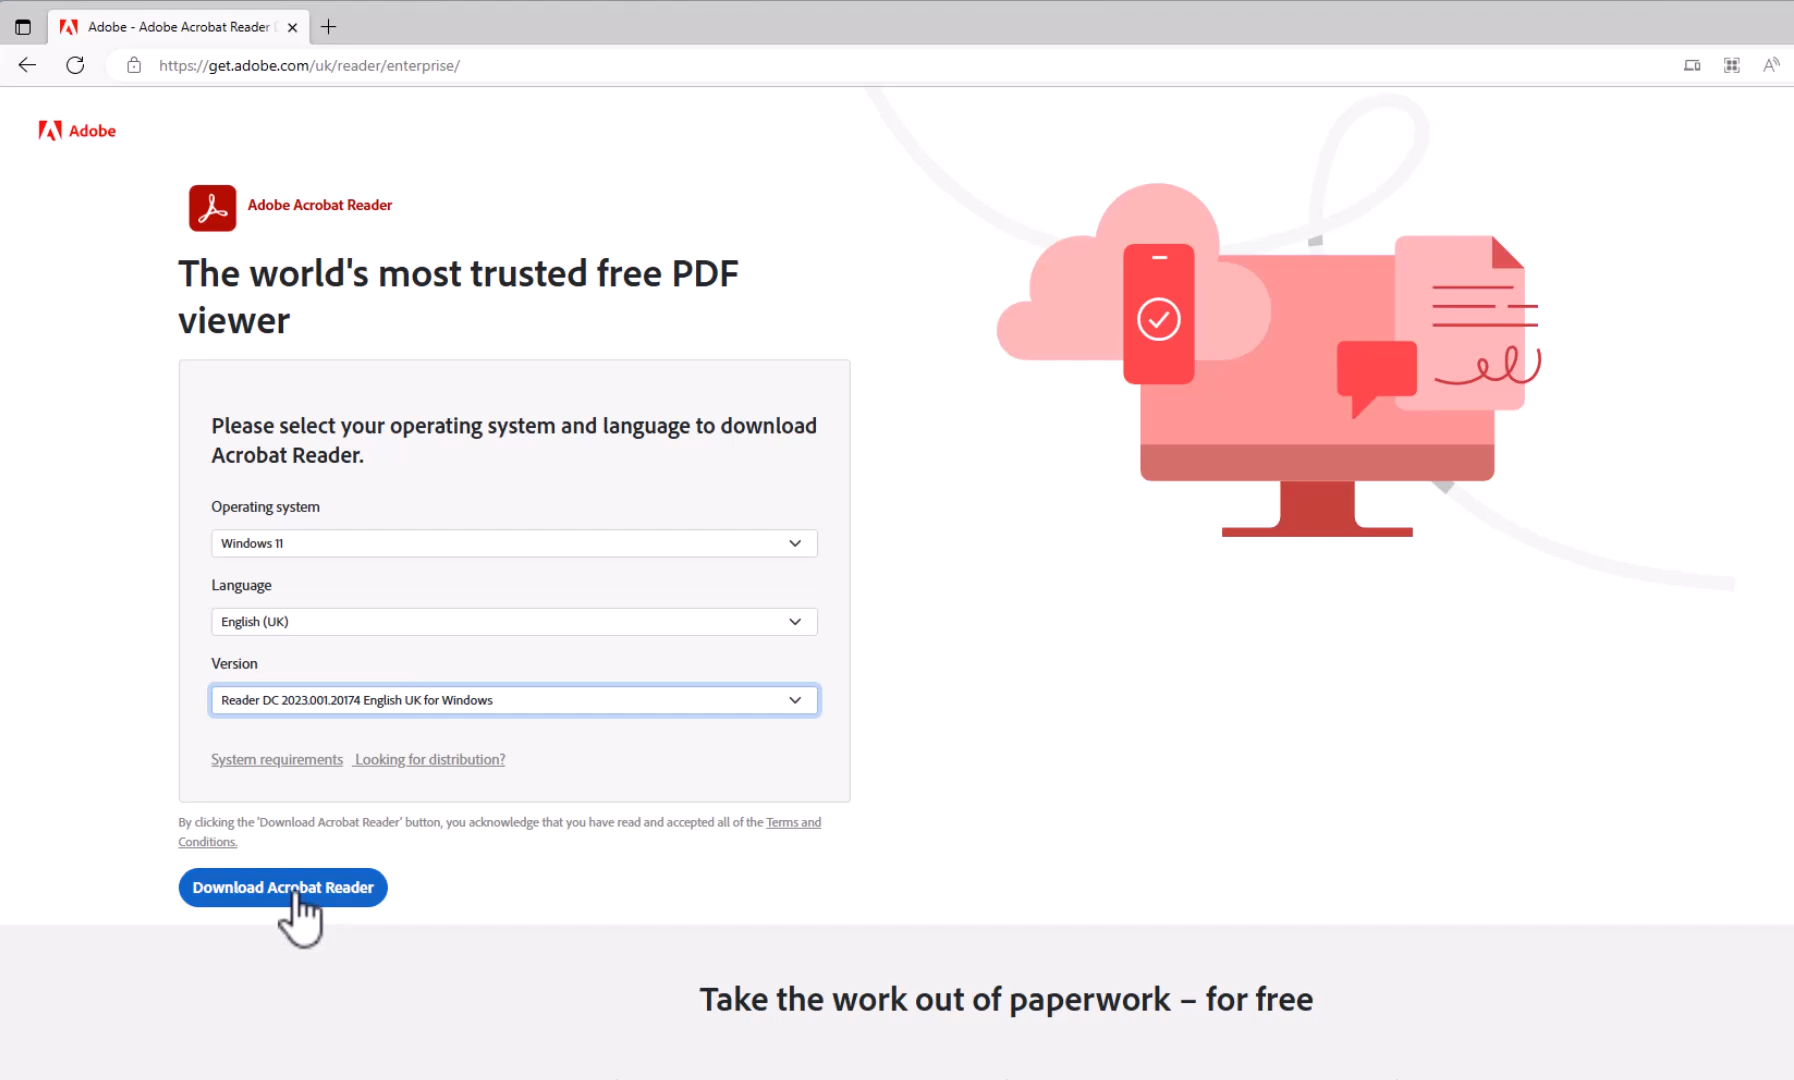 Adobe - Adobe Acrobat Reader
https://get.adobe.com/uk/reader/enterprise/
Adobe
Adobe Acrobat Reader
The world's most trusted free PDF
viewer
Please select your operating system and language to download
Acrobat Reader.
Operating system
Windows 11
Language
English (UK)
Version
Reader DC 2023.001.20174 English UK for Windows
System requirements Looking for distribution?
By clicking the 'Download Acrobat Reader' button, you acknowledge that you have read and accepted all of the Terms and
Conditions.
Download Acrobat Reader
Take the work out of paperwork – for free